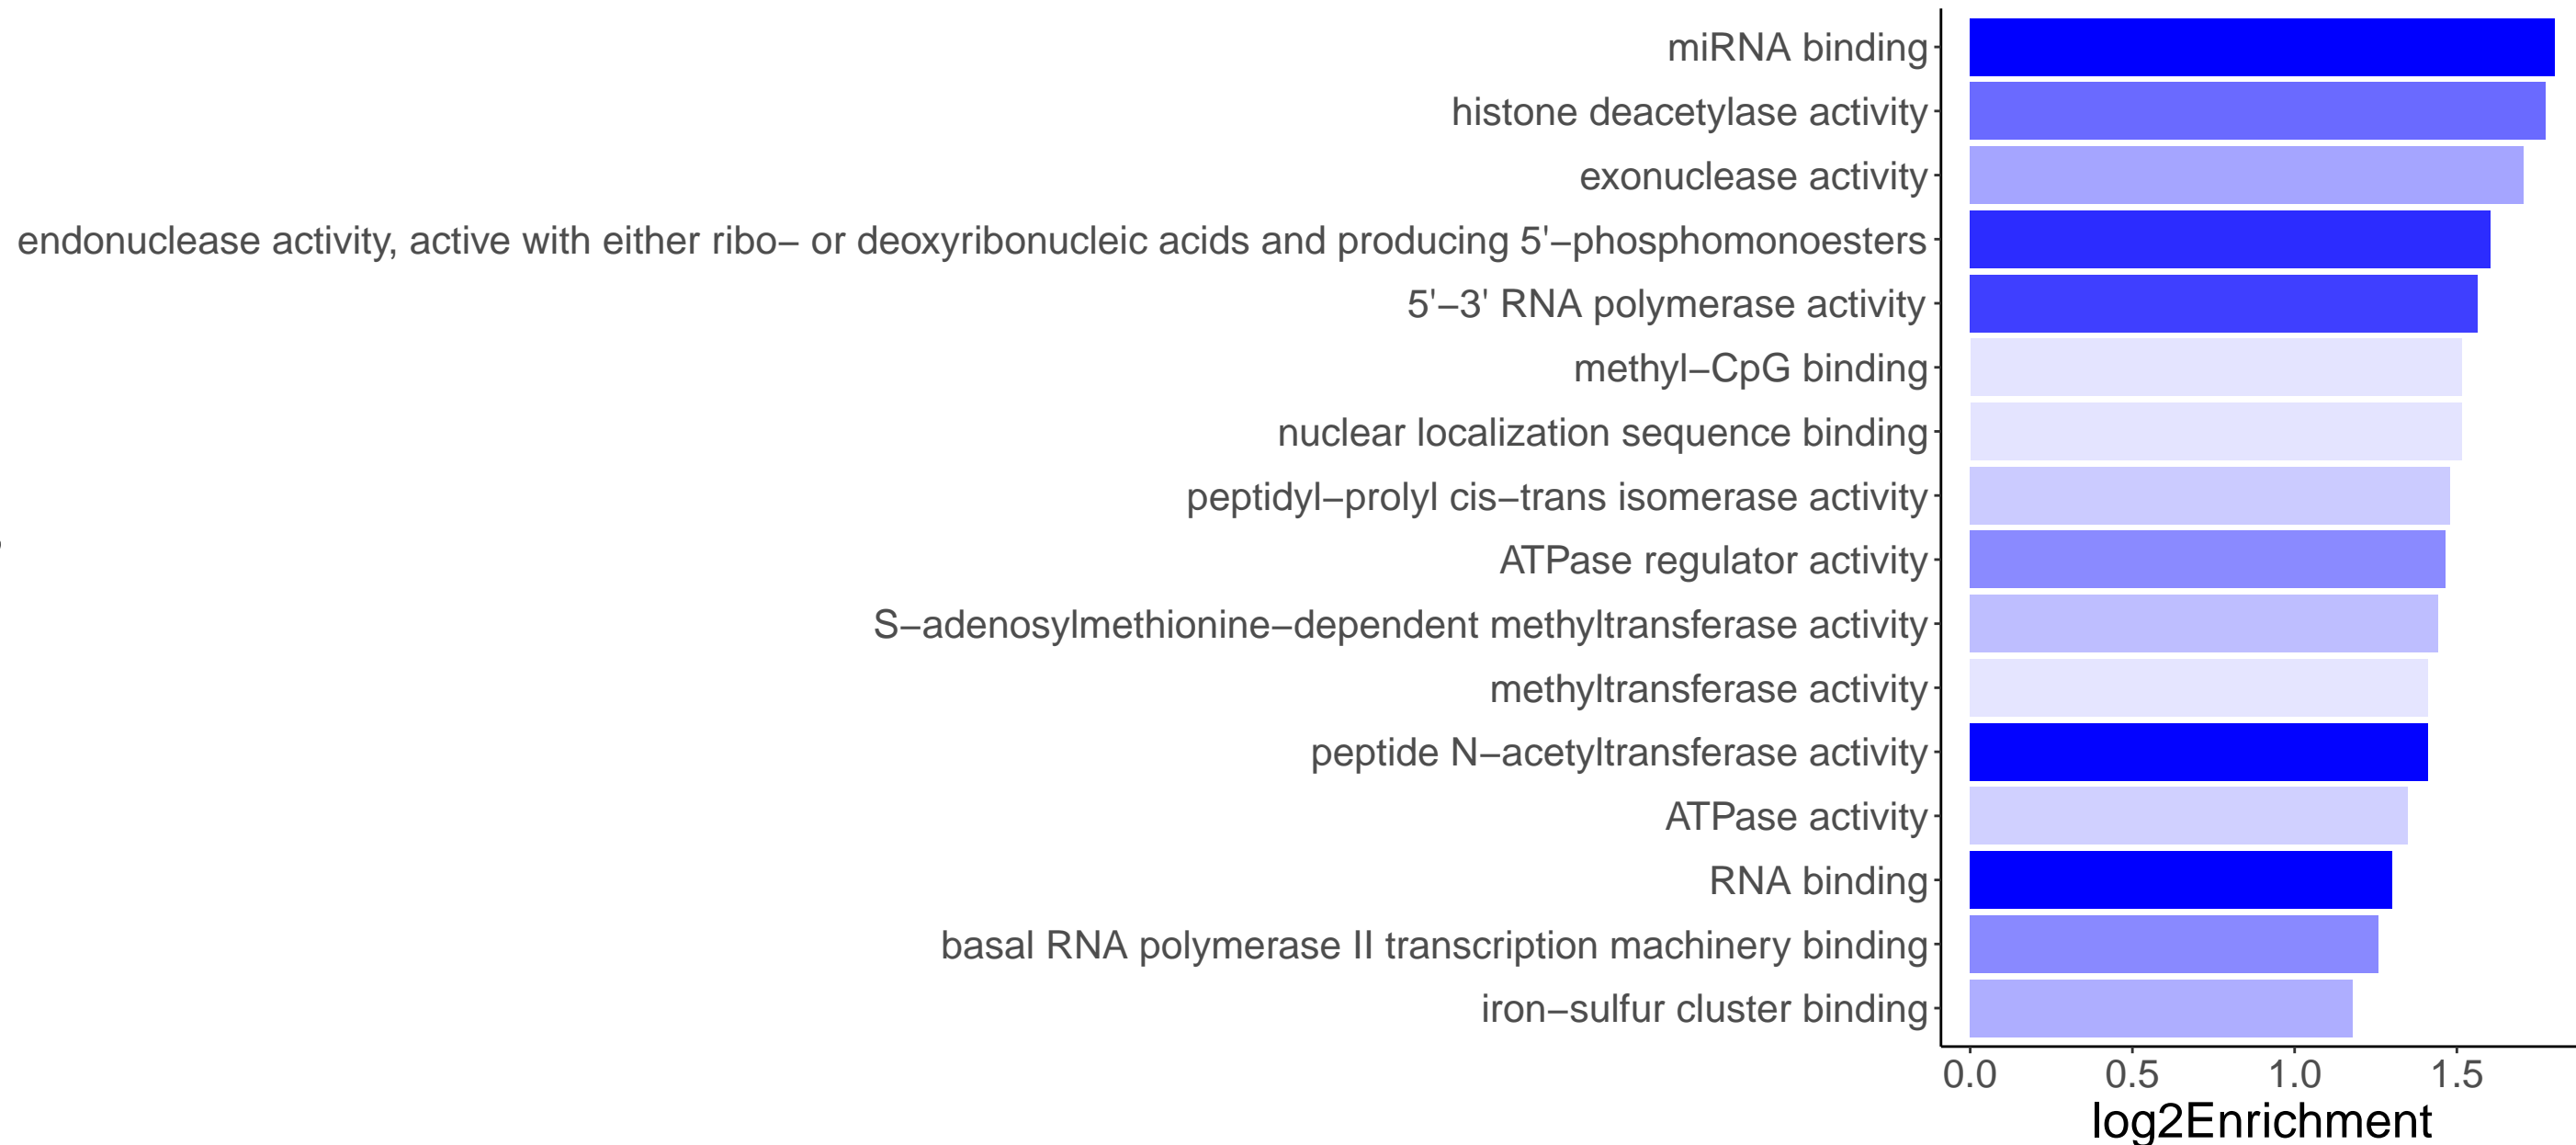 miRNA binding
histone deacetylase activity
exonuclease activity
endonuclease activity, active with either ribo− or deoxyribonucleic acids and producing 5'−phosphomonoesters
5'−3' RNA polymerase activity
methyl−CpG binding
nuclear localization sequence binding
peptidyl−prolyl cis−trans isomerase activity
ATPase regulator activity
S−adenosylmethionine−dependent methyltransferase activity
methyltransferase activity
peptide N−acetyltransferase activity
ATPase activity
RNA binding
basal RNA polymerase II transcription machinery binding
iron−sulfur cluster binding
0.0 0.5 1.0 1.5
log2Enrichment